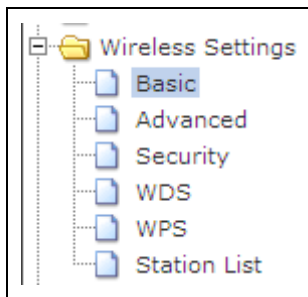 Wireless Settings
Basic
Advanced
Security
WDS
WPS
Station List